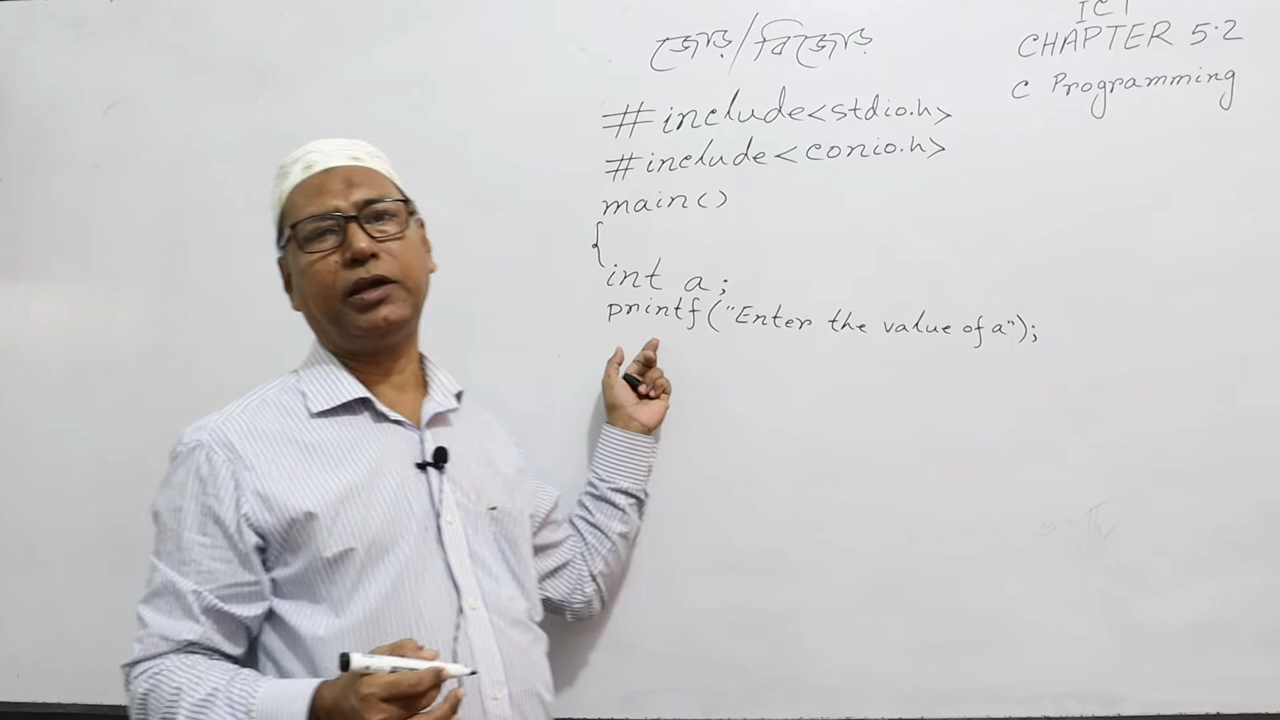 ICT
CHAPTER 5.2
C Programming
জোড়/বিজোড়
#include<stdio.h>
#include<conio.h>
main()
{
int a;
printf("Enter the value of a");